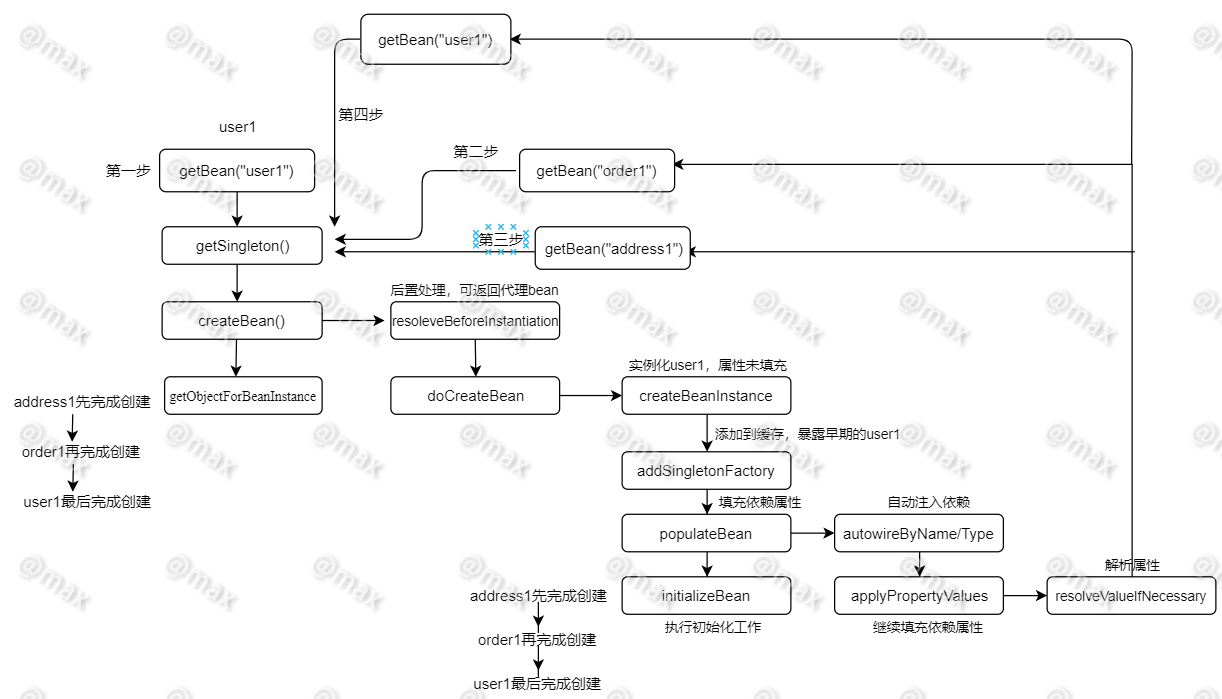 getBean("user1")
第四步
user1
第一步
getBean("user1")
第二步
getBean("order1")
getSingleton()
第三步
getBean("address1")
后置处理，可返回代理bean
createBean()
resoleveBeforeInstantiation
实例化user1，属性未填充
getObjectForBeanInstance
doCreateBean
createBeanInstance
address1先完成创建
添加到缓存，暴露早期的user1
order1再完成创建
addSingletonFactory
user1最后完成创建
填充依赖属性
自动注入依赖
populateBean
autowireByName/Type
解析属性
address1先完成创建
initializeBean
applyPropertyValues
resolveValueIfNecessary
执行初始化工作
继续填充依赖属性
order1再完成创建
user1最后完成创建
@max